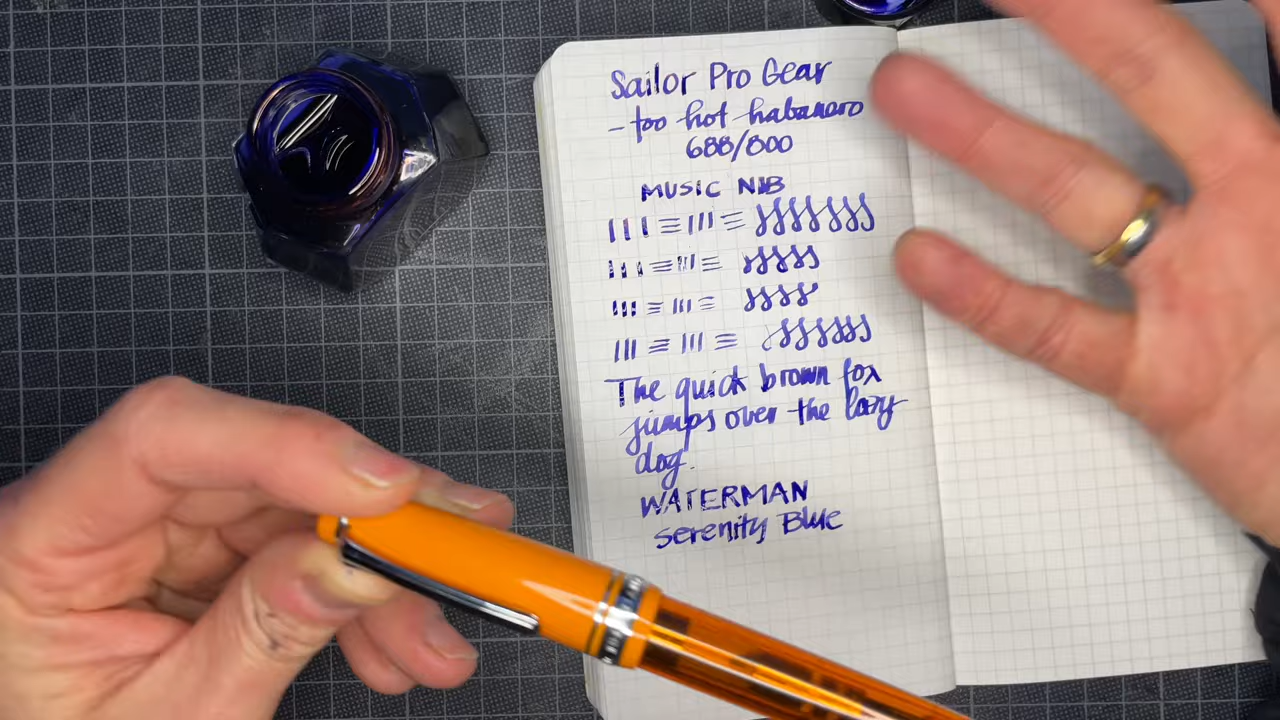 Sailor Pro Gear
- too hot habanero
688/800
MUSIC NIB
The quick brown fox
jumps over the lazy
dog.
WATERMAN
serenity Blue